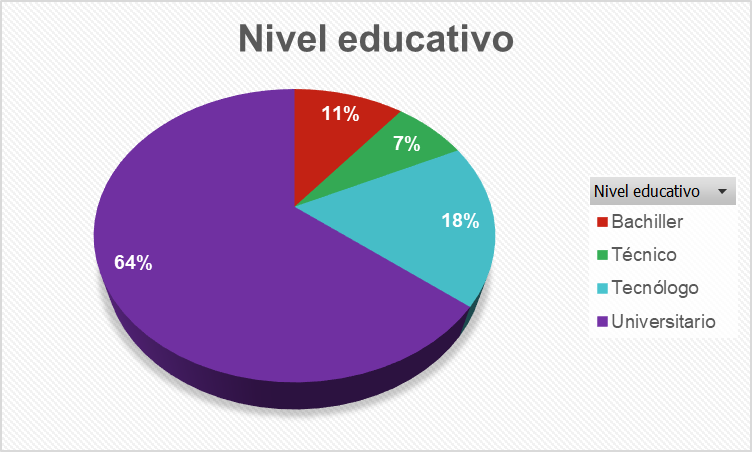 Nivel educativo
11%
7%
18%
64%
Nivel educativo
Bachiller
Técnico
Tecnólogo
Universitario